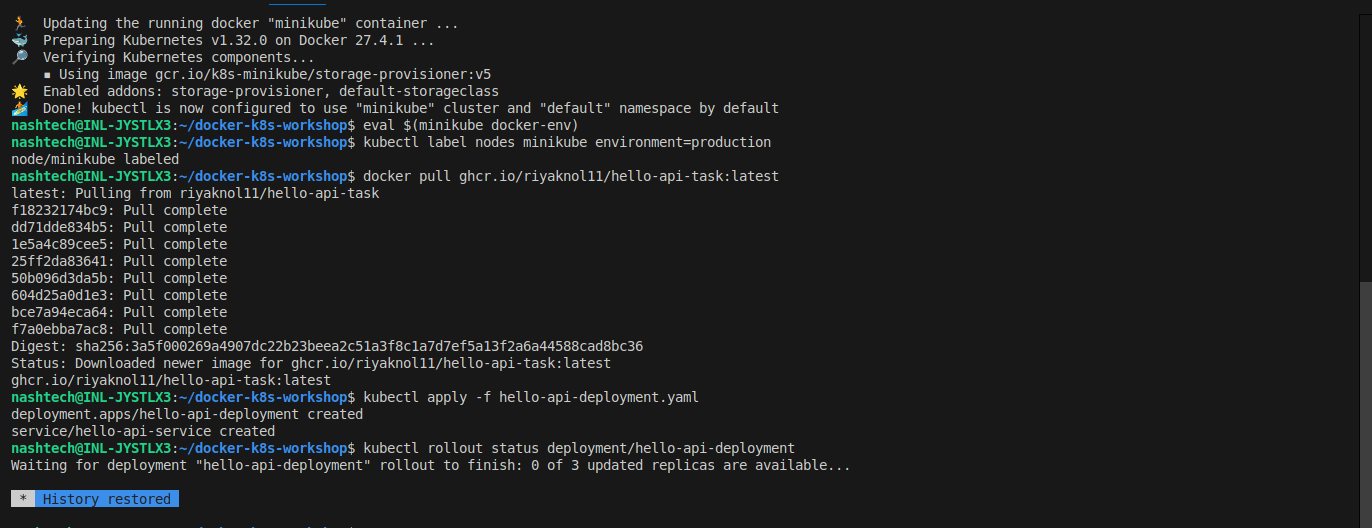 Updating the running docker "minikube" container ...
Preparing Kubernetes v1.32.0 on Docker 27.4.1 ...
Verifying Kubernetes components...
▪ Using image gcr.io/k8s-minikube/storage-provisioner:v5
Enabled addons: storage-provisioner, default-storageclass
Done! kubectl is now configured to use "minikube" cluster and "default" namespace by default
nashtech@INL-JYSTLX3:~/docker-k8s-workshop$ eval $(minikube docker-env)
nashtech@INL-JYSTLX3:~/docker-k8s-workshop$ kubectl label nodes minikube environment=production
node/minikube labeled
nashtech@INL-JYSTLX3:~/docker-k8s-workshop$ docker pull ghcr.io/riyaknol11/hello-api-task:latest
latest: Pulling from riyaknol11/hello-api-task
f18232174bc9: Pull complete
dd71dde834b5: Pull complete
1e5a4c89cee5: Pull complete
25ff2da83641: Pull complete
50b096d3da5b: Pull complete
604d25a0d1e3: Pull complete
bce7a94eca64: Pull complete
f7a0ebba7ac8: Pull complete
Digest: sha256:3a5f000269a4907dc22b23beea2c51a3f8c1a7d7ef5a13f2a6a44588cad8bc36
Status: Downloaded newer image for ghcr.io/riyaknol11/hello-api-task:latest
ghcr.io/riyaknol11/hello-api-task:latest
nashtech@INL-JYSTLX3:~/docker-k8s-workshop$ kubectl apply -f hello-api-deployment.yaml
deployment.apps/hello-api-deployment created
service/hello-api-service created
nashtech@INL-JYSTLX3:~/docker-k8s-workshop$ kubectl rollout status deployment/hello-api-deployment
Waiting for deployment "hello-api-deployment" rollout to finish: 0 of 3 updated replicas are available...
* History restored